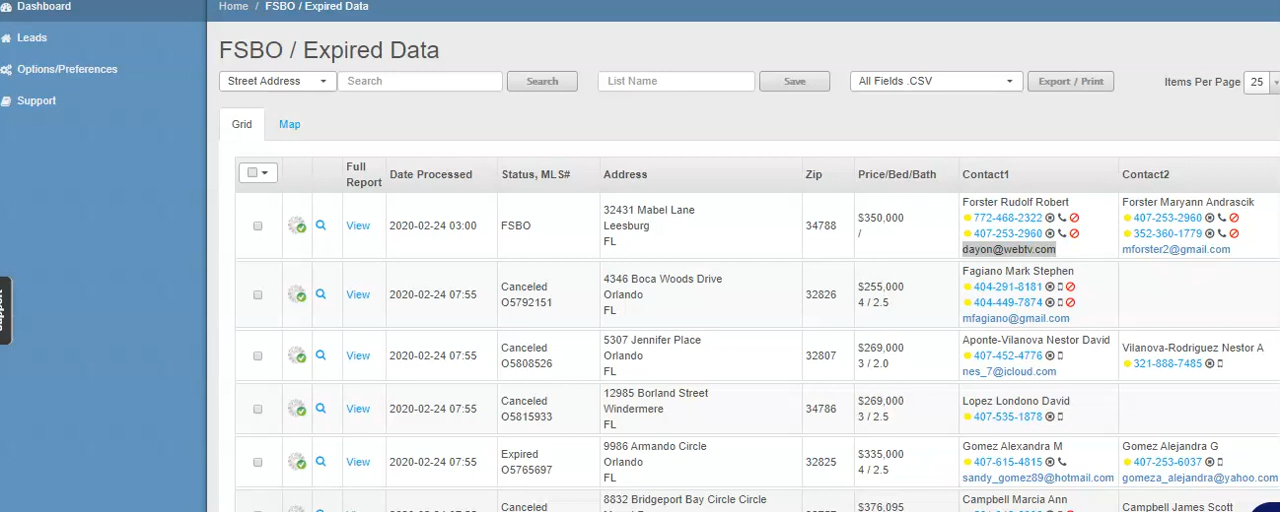 Dashboard
Home / FSBO / Expired Data
Leads
Options/Preferences
Support
FSBO / Expired Data
Street Address Search Search List Name Save All Fields .CSV Export / Print Items Per Page 25
Grid Map
Full Report Date Processed Status, MLS# Address Zip Price/Bed/Bath Contact1 Contact2
View 2020-02-24 03:00 FSBO
32431 Mabel Lane
Leesburg
FL
34788
$350,000
/
Forster Rudolf Robert
772-468-2322
407-253-2960
dayon@webtv.com
Forster Maryann Andrascik
407-253-2960
352-360-1779
mforster2@gmail.com
View 2020-02-24 07:55
Canceled
O5792151
4346 Boca Woods Drive
Orlando
FL
32826
$255,000
4 / 2.5
Fagiano Mark Stephen
404-291-8181
404-449-7874
mfagiano@gmail.com
View 2020-02-24 07:55
Canceled
O5808526
5307 Jennifer Place
Orlando
FL
32807
$269,000
3 / 2.0
Aponte-Vilanova Nestor David
407-452-4776
nes_7@icloud.com
Vilanova-Rodriguez Nestor A
321-888-7485
View 2020-02-24 07:55
Canceled
O5815933
12985 Borland Street
Windermere
FL
34786
$269,000
3 / 2.5
Lopez Londono David
407-535-1878
View 2020-02-24 07:55
Expired
O5765697
9986 Armando Circle
Orlando
FL
32825
$335,000
4 / 2.5
Gomez Alexandra M
407-615-4815
sandy_gomez89@hotmail.com
Gomez Alejandra G
407-253-6037
gomeza_alejandra@yahoo.com
Canceled
8832 Bridgeport Bay Circle Circle
$376,095
Campbell Marcia Ann
Campbell James Scott